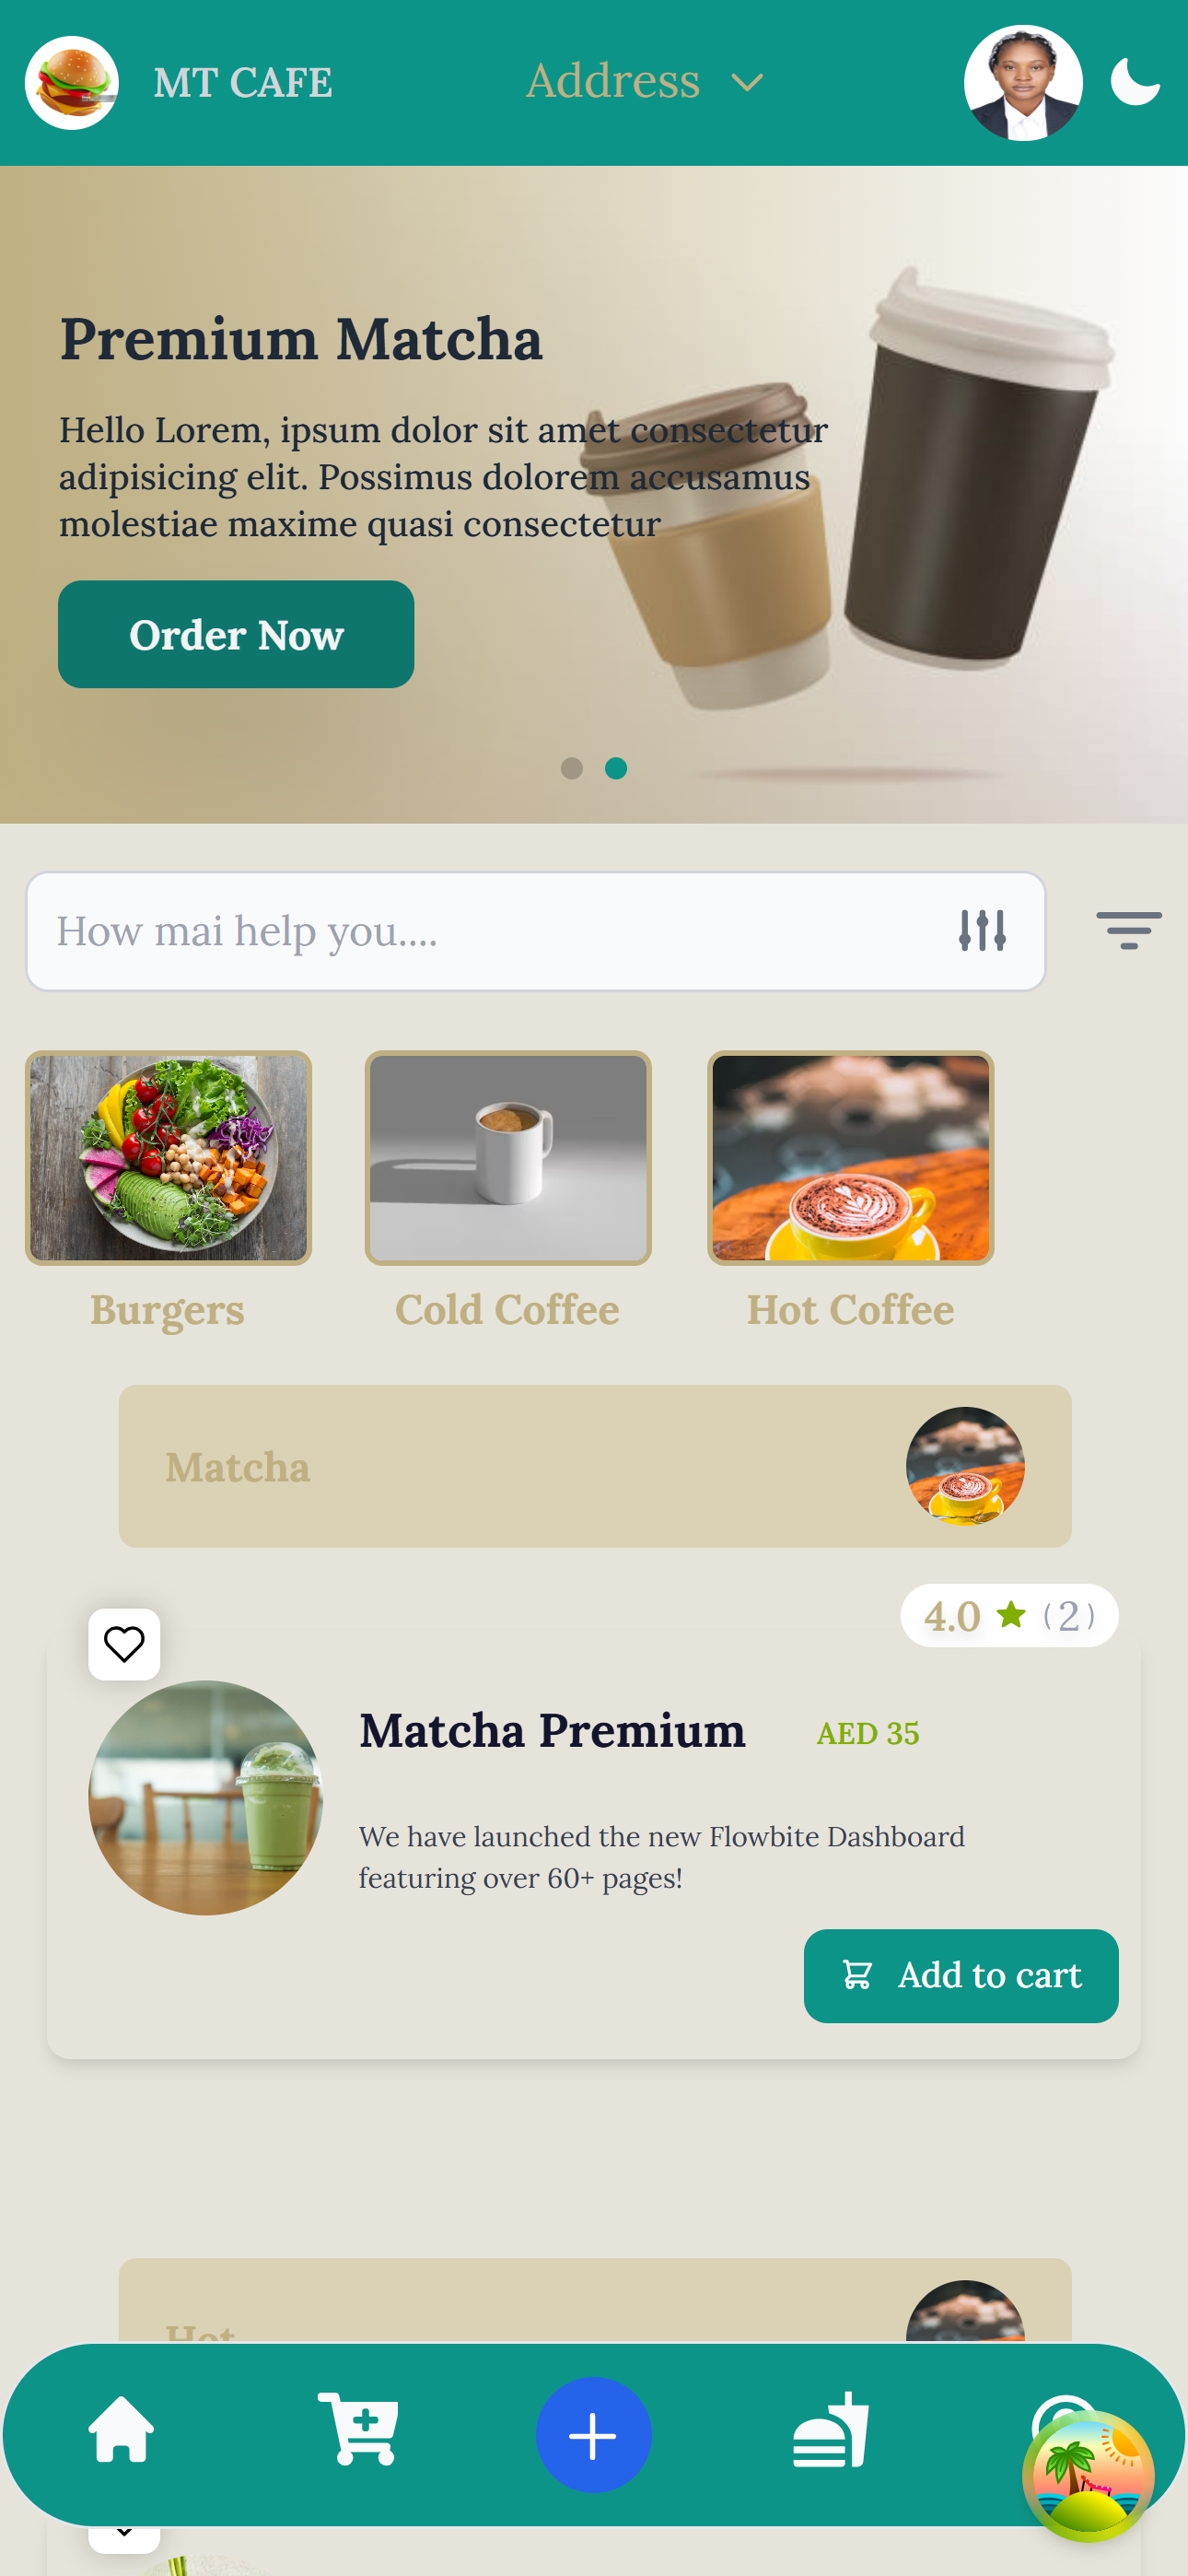 MT CAFE
Address
Premium Matcha
Hello Lorem, ipsum dolor sit amet consectetur
adipisicing elit. Possimus dolorem accusamus
molestiae maxime quasi consectetur
Order Now
How mai help you....
Burgers
Cold Coffee
Hot Coffee
Matcha
4.0 (2)
Matcha Premium
AED 35
We have launched the new Flowbite Dashboard
featuring over 60+ pages!
Add to cart
Hot